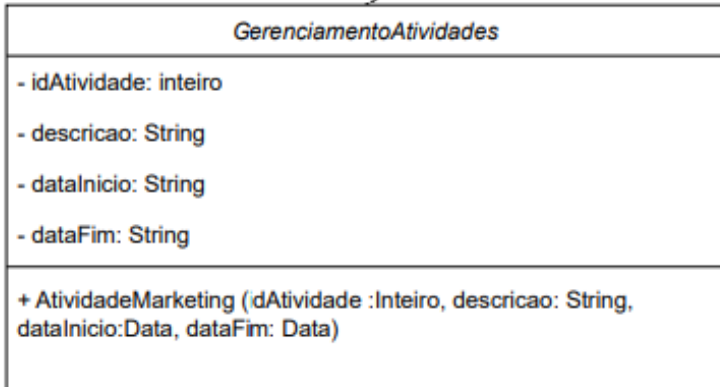 GerenciamentoAtividades
- idAtividade: inteiro
- descricao: String
- dataInicio: String
- dataFim: String
+ AtividadeMarketing (idAtividade :Inteiro, descricao: String,
dataInicio:Data, dataFim: Data)